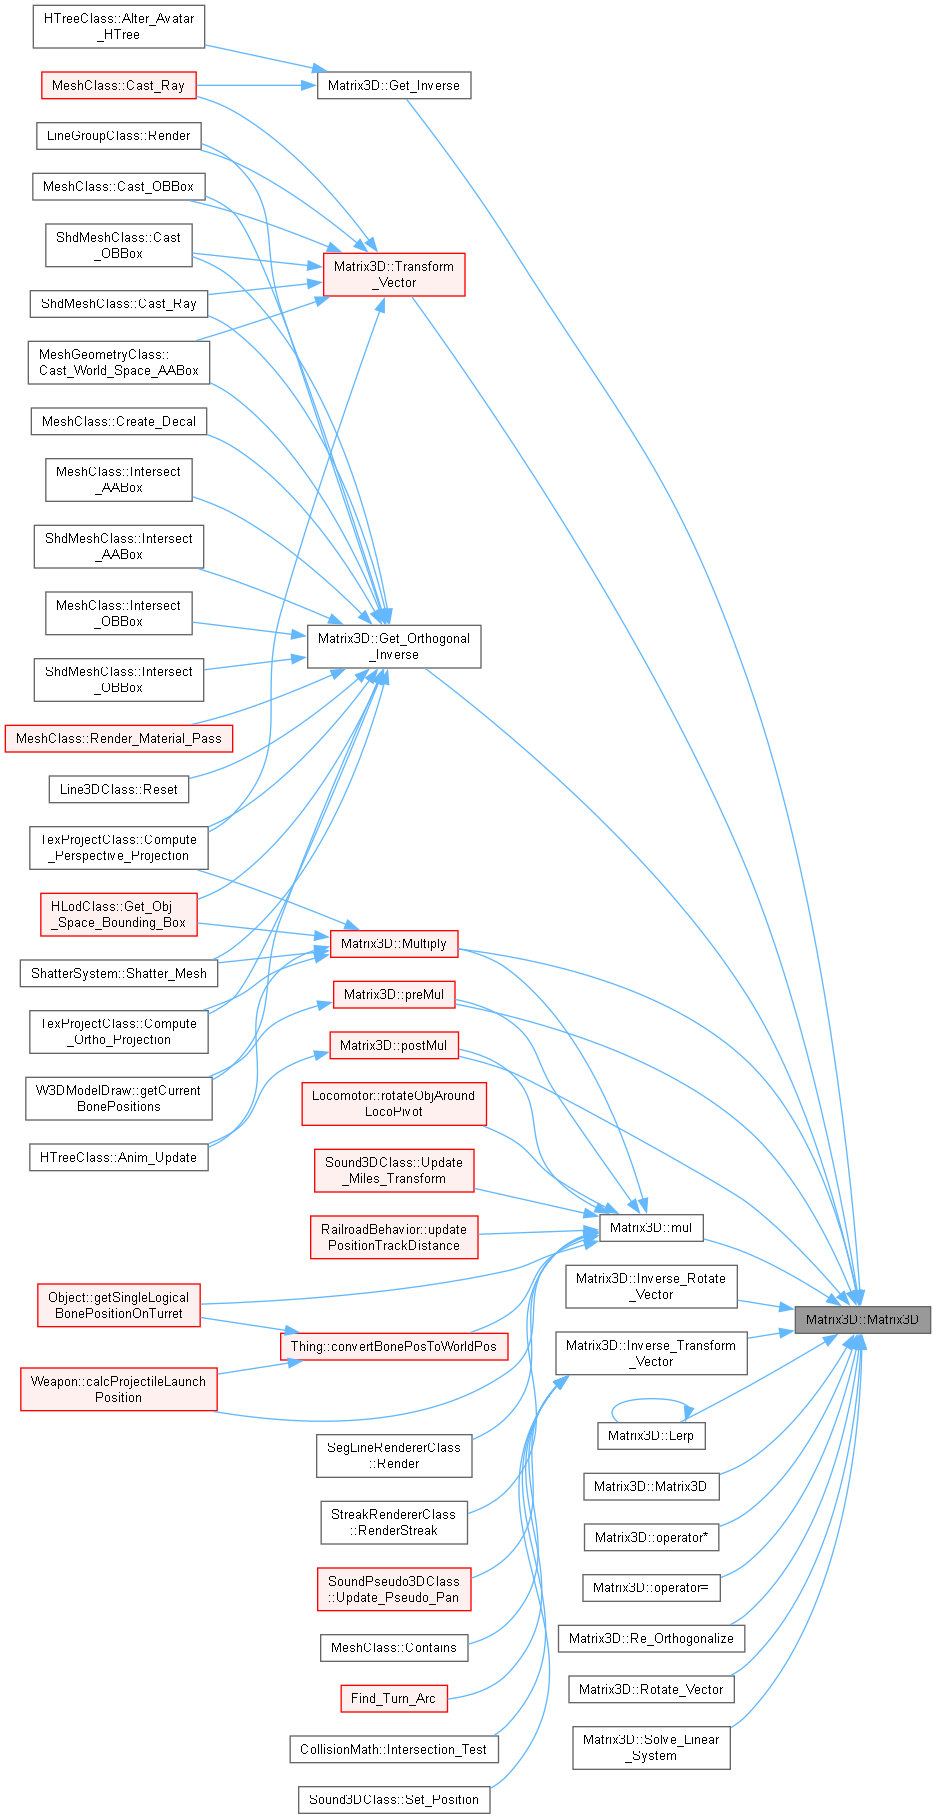 HTreeClass::Alter_Avatar
_HTree
Matrix3D::Get_Inverse
MeshClass::Cast_Ray
LineGroupClass::Render
MeshClass::Cast_OBBox
ShdMeshClass::Cast
_OBBox
Matrix3D::Transform
_Vector
ShdMeshClass::Cast_Ray
MeshGeometryClass::
Cast_World_Space_AABox
MeshClass::Create_Decal
MeshClass::Intersect
_AABox
ShdMeshClass::Intersect
_AABox
MeshClass::Intersect
_OBBox
Matrix3D::Get_Orthogonal
_Inverse
ShdMeshClass::Intersect
_OBBox
MeshClass::Render_Material_Pass
Line3DClass::Reset
TexProjectClass::Compute
_Perspective_Projection
HLodClass::Get_Obj
_Space_Bounding_Box
Matrix3D::Multiply
ShatterSystem::Shatter_Mesh
Matrix3D::preMul
TexProjectClass::Compute
_Ortho_Projection
Matrix3D::postMul
W3DModelDraw::getCurrent
BonePositions
Locomotor::rotateObjAround
LocoPivot
HTreeClass::Anim_Update
Sound3DClass::Update
_Miles_Transform
RailroadBehavior::update
PositionTrackDistance
Matrix3D::mul
Matrix3D::Inverse_Rotate
_Vector
Object::getSingleLogical
BonePositionOnTurret
Matrix3D::Matrix3D
Thing::convertBonePosToWorldPos
Matrix3D::Inverse_Transform
_Vector
Weapon::calcProjectileLaunch
Position
Matrix3D::Lerp
SegLineRendererClass
::Render
Matrix3D::Matrix3D
StreakRendererClass
::RenderStreak
Matrix3D::operator*
SoundPseudo3DClass
::Update_Pseudo_Pan
Matrix3D::operator=
MeshClass::Contains
Matrix3D::Re_Orthogonalize
Find_Turn_Arc
Matrix3D::Rotate_Vector
CollisionMath::Intersection_Test
Matrix3D::Solve_Linear
_System
Sound3DClass::Set_Position